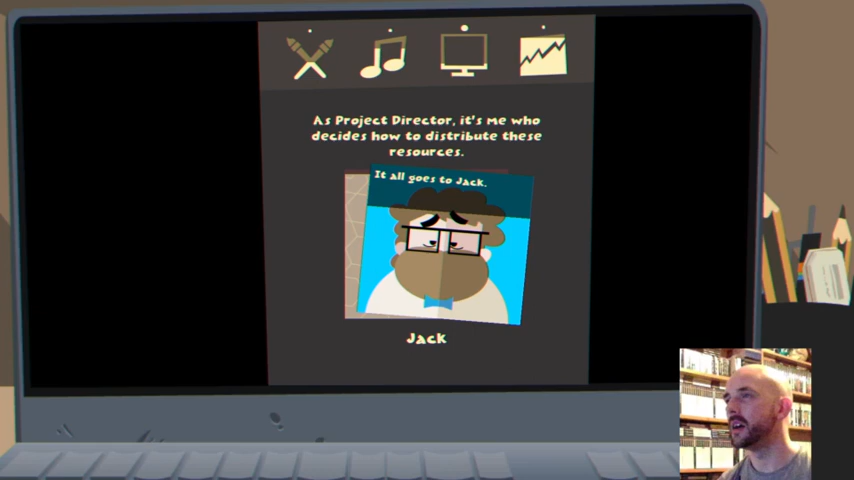 As Project Director, it's me who
decides how to distribute these
resources.
It all goes to Jack.
Jack